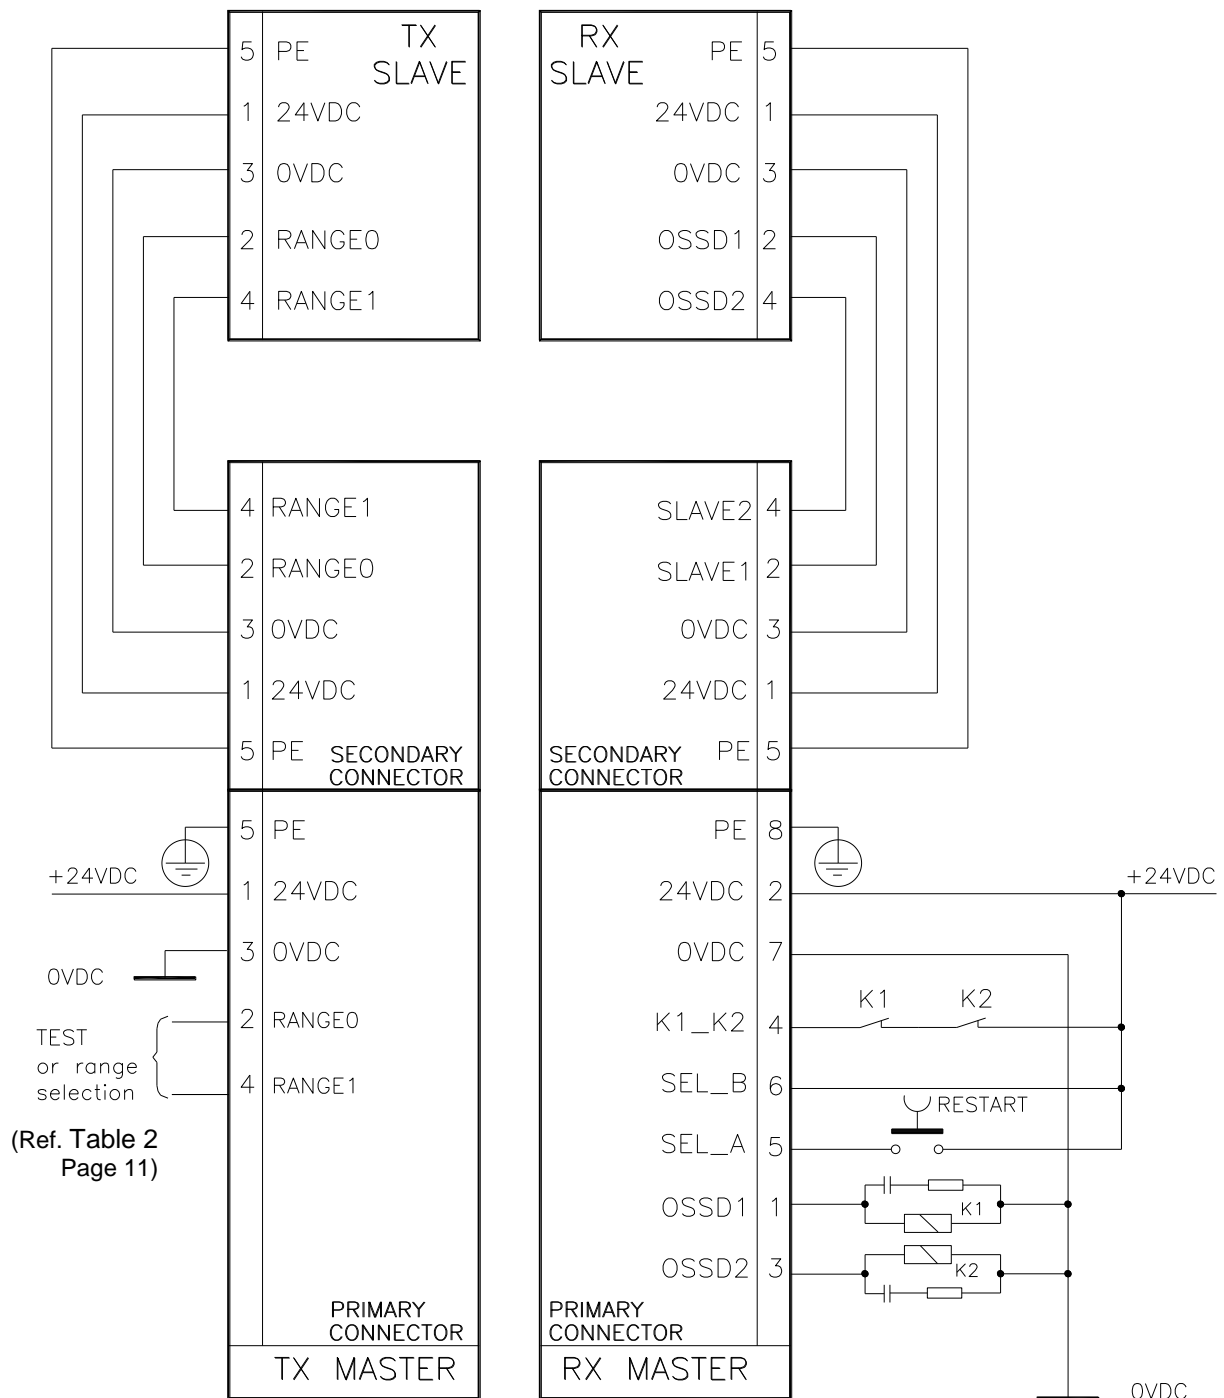 TX
SLAVE
5 PE
1 24VDC
3 0VDC
2 RANGE0
4 RANGE1
RX
SLAVE
PE 5
24VDC 1
0VDC 3
OSSD1 2
OSSD2 4
4 RANGE1
2 RANGE0
3 0VDC
1 24VDC
5 PE
SECONDARY
CONNECTOR
SLAVE2 4
SLAVE1 2
0VDC 3
24VDC 1
PE 5
SECONDARY
CONNECTOR
5 PE
+24VDC
1 24VDC
3 0VDC
0VDC
2 RANGE0
4 RANGE1
TEST
or range
selection
(Ref. Table 2
Page 11)
PRIMARY
CONNECTOR
TX MASTER
PE 8
24VDC 2
+24VDC
0VDC 7
K1_K2 4
K1
K2
SEL_B 6
RESTART
SEL_A 5
OSSD1 1
K1
OSSD2 3
K2
PRIMARY
CONNECTOR
RX MASTER
0VDC